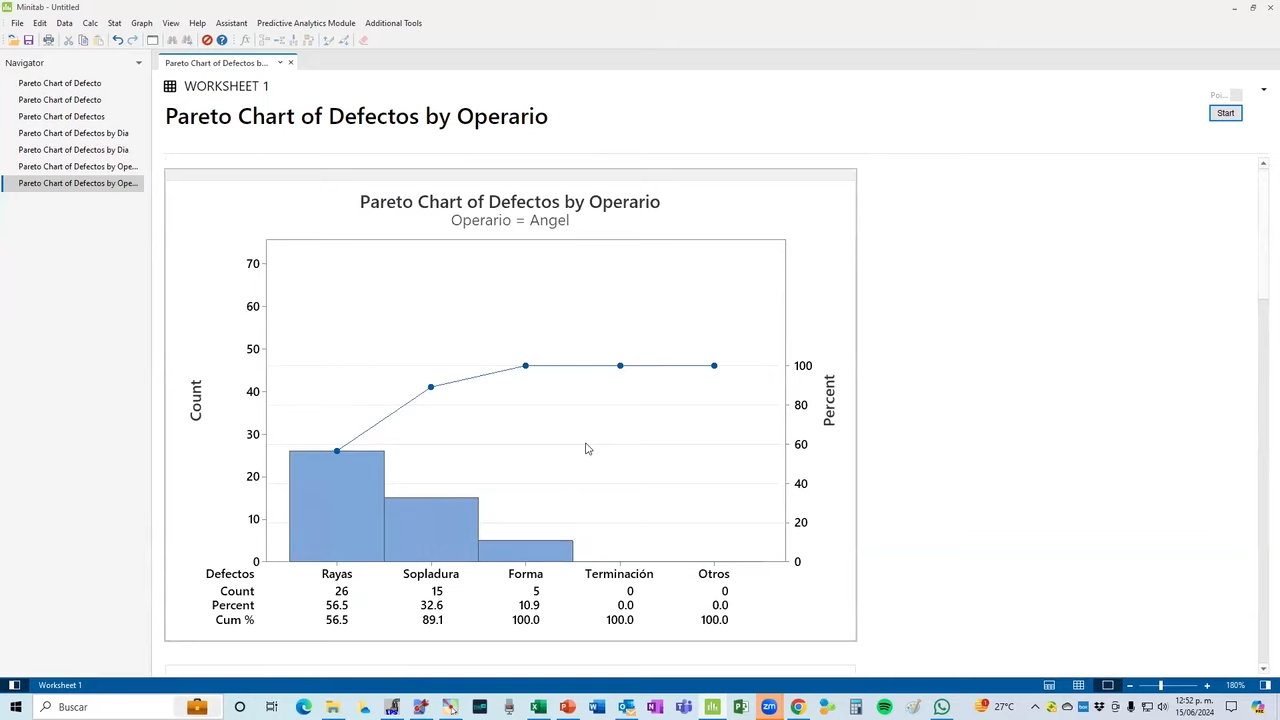 Minitab - Untitled
File Edit Data Calc Stat Graph View Help Assistant Predictive Analytics Module Additional Tools
Navigator
Pareto Chart of Defectos b...
Pareto Chart of Defecto
Pareto Chart of Defecto
Pareto Chart of Defectos
Pareto Chart of Defectos by Dia
Pareto Chart of Defectos by Dia
Pareto Chart of Defectos by Ope...
Pareto Chart of Defectos by Ope...
WORKSHEET 1
Poi...
Start
Pareto Chart of Defectos by Operario
Pareto Chart of Defectos by Operario
Operario = Angel
70
60
50
40
30
20
10
0
Count
100
80
60
40
20
0
Percent
Defectos Rayas Sopladura Forma Terminación Otros
Count 26 15 5 0 0
Percent 56.5 32.6 10.9 0.0 0.0
Cum % 56.5 89.1 100.0 100.0 100.0
Worksheet 1
180%
Buscar
27°C
12:52 p. m.
15/06/2024